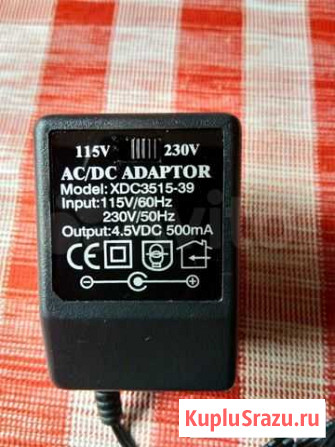 115V 230V
AC/DC ADAPTOR
Model: XDC3515-39
Input:115V/60Hz
230V/50Hz
Output:4.5VDC 500mA
CE
- +
KupluSrazu.ru